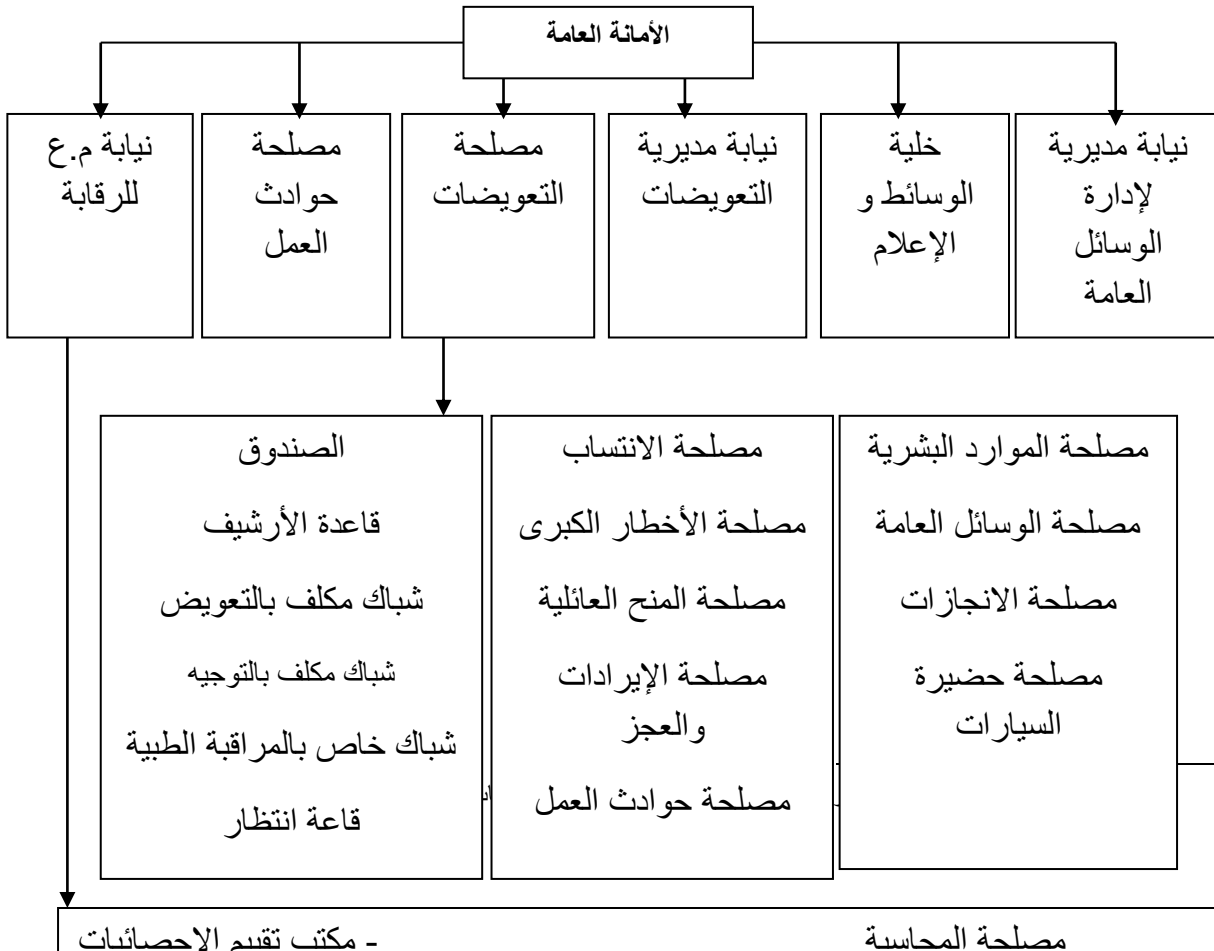 الأمانة العامة
نيابة مديرية
لإدارة
الوسائل
العامة
خلية
الوسائط و
الإعلام
نيابة مديرية
التعويضات
مصلحة
التعويضات
مصلحة
حوادث
العمل
نيابة م.ع
للرقابة
مصلحة الموارد البشرية
مصلحة الوسائل العامة
مصلحة الانجازات
مصلحة حضيرة
السيارات
مصلحة الانتساب
مصلحة الأخطار الكبرى
مصلحة المنح العائلية
مصلحة الإيرادات
والعجز
مصلحة حوادث العمل
الصندوق
قاعدة الأرشيف
شباك مكلف بالتعويض
شباك مكلف بالتوجيه
شباك خاص بالمراقبة الطبية
قاعة انتظار
مصلحة المحاسبة
- مكتب تقييم الإحصائيات